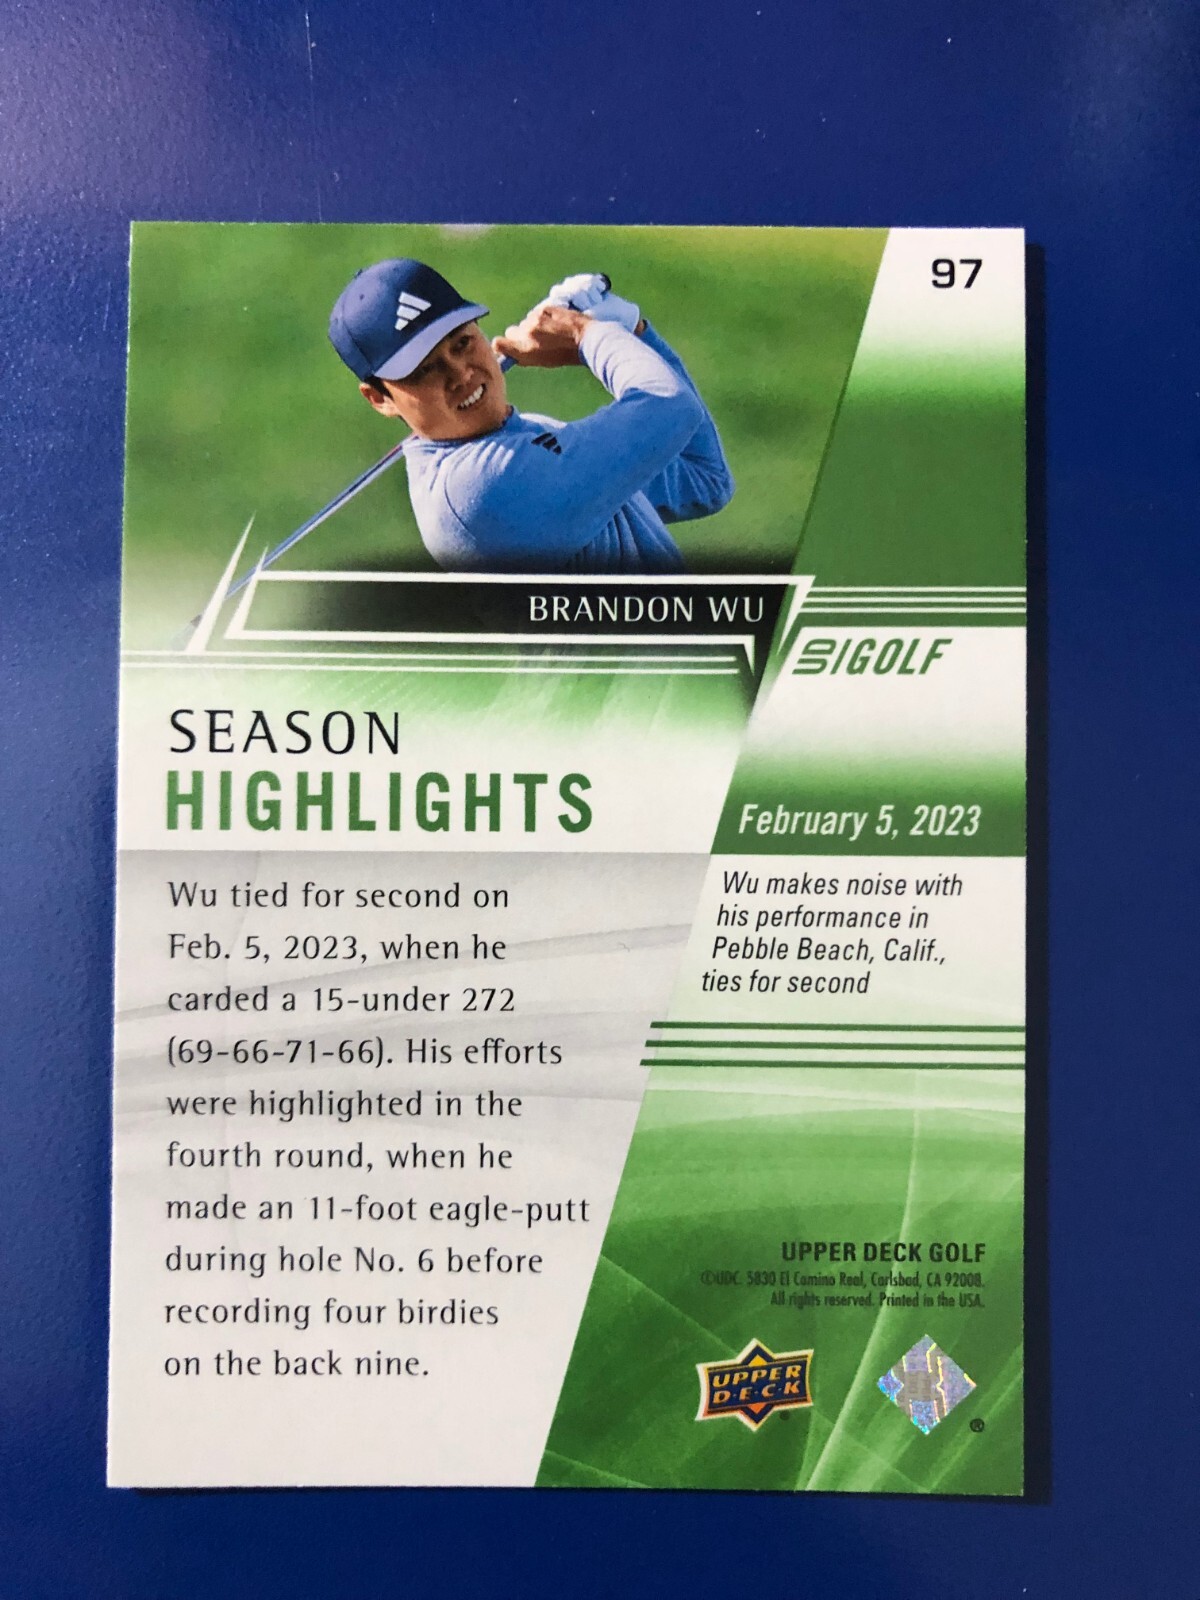 97
BRANDON WU
UD GOLF
SEASON
HIGHLIGHTS
February 5, 2023
Wu makes noise with
his performance in
Pebble Beach, Calif.,
ties for second
Wu tied for second on
Feb. 5, 2023, when he
carded a 15-under 272
(69-66-71-66). His efforts
were highlighted in the
fourth round, when he
made an 11-foot eagle-putt
during hole No. 6 before
recording four birdies
on the back nine.
UPPER DECK GOLF
©UDC. 5830 El Camino Real, Carlsbad, CA 92008.
All rights reserved. Printed in the USA.
UPPER
D·E·C·K
®